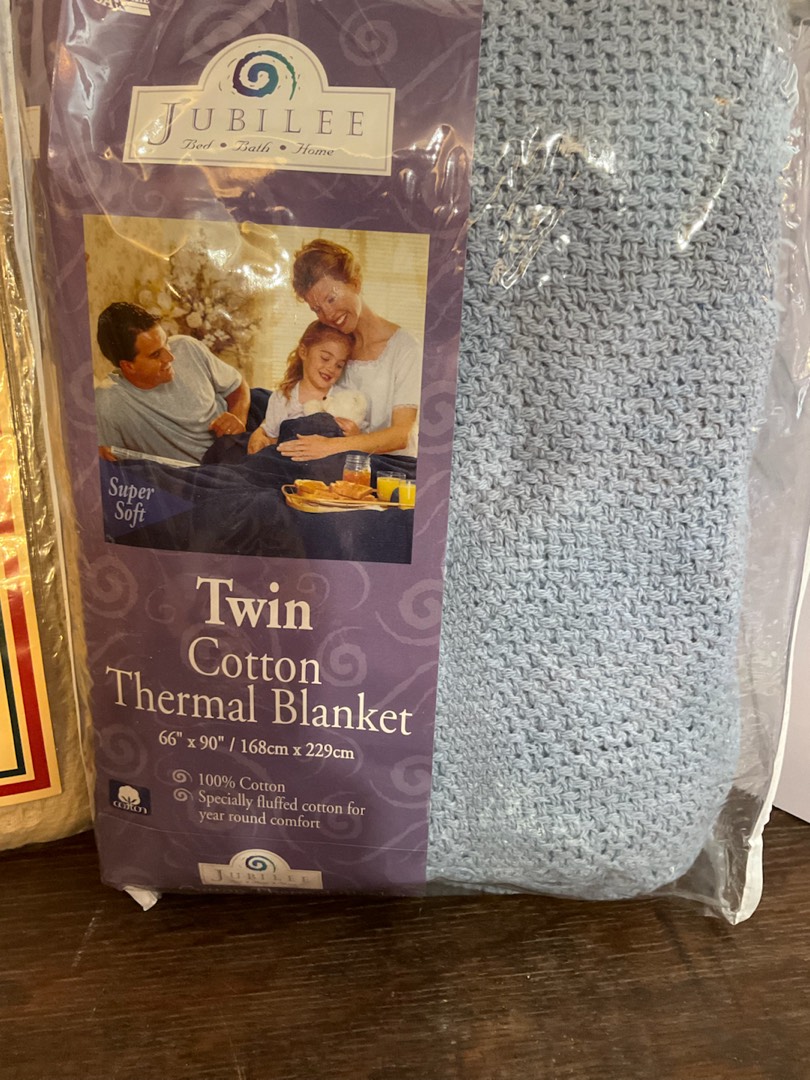 JUBILEE
Bed • Bath • Home
Super
Soft
Twin
Cotton
Thermal Blanket
66" x 90" / 168cm x 229cm
100% Cotton
Specially fluffed cotton for
year round comfort
COTTON
JUBILEE